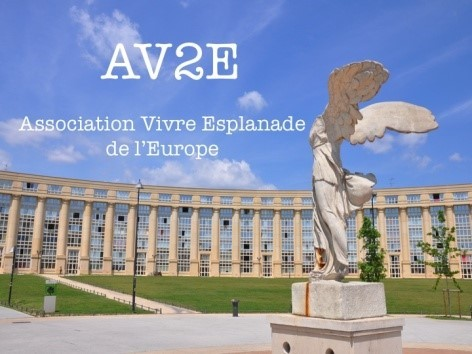 AV2E
Association Vivre Esplanade
de l'Europe